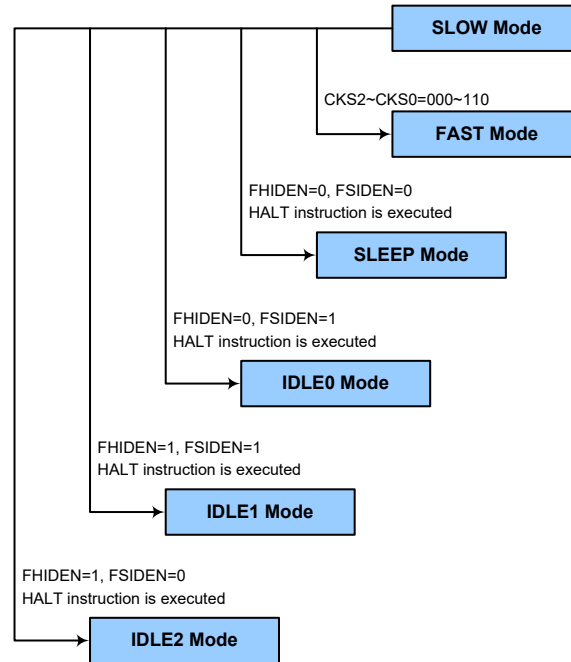 SLOW Mode
CKS2~CKS0=000~110
FAST Mode
FHIDEN=0, FSIDEN=0
HALT instruction is executed
SLEEP Mode
FHIDEN=0, FSIDEN=1
HALT instruction is executed
IDLE0 Mode
FHIDEN=1, FSIDEN=1
HALT instruction is executed
IDLE1 Mode
FHIDEN=1, FSIDEN=0
HALT instruction is executed
IDLE2 Mode